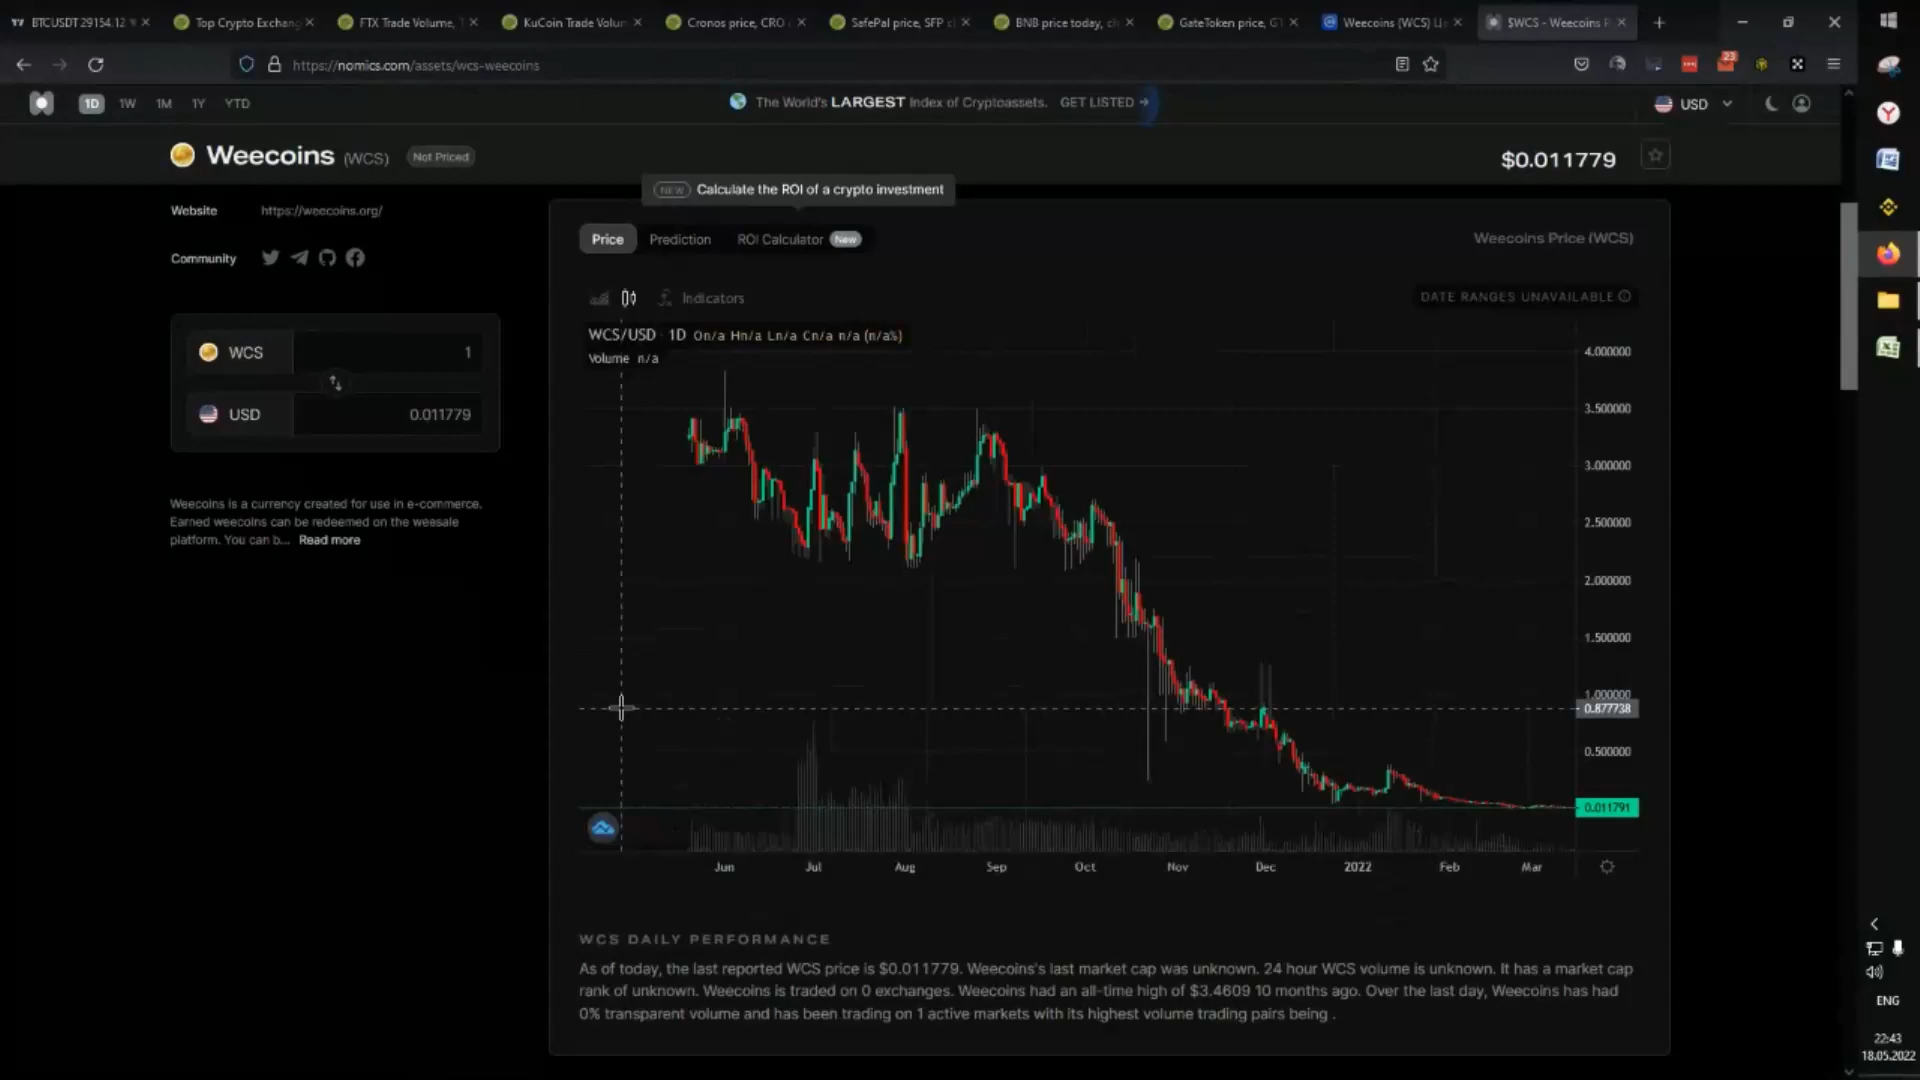 BTCUSDT 29154.12
Top Crypto Exchang
FTX Trade Volume,
KuCoin Trade Volum
Cronos price, CRO
SafePal price, SFP c
BNB price today, ch
GateToken price, GT
Weecoins (WCS) Li
$WCS - Weecoins P
https://nomics.com/assets/wcs-weecoins
23
1D 1W 1M 1Y YTD
The World's LARGEST Index of Cryptoassets. GET LISTED →
USD
Weecoins (WCS) Not Priced
$0.011779
NEW Calculate the ROI of a crypto investment
Website https://weecoins.org/
Community
Price Prediction ROI Calculator New
Weecoins Price (WCS)
Indicators
DATE RANGES UNAVAILABLE
WCS/USD 1D On/a Hn/a Ln/a Cn/a n/a (n/a%)
Volume n/a
WCS 1
USD 0.011779
Weecoins is a currency created for use in e-commerce.
Earned weecoins can be redeemed on the weesale
platform. You can b... Read more
4.000000
3.500000
3.000000
2.500000
2.000000
1.500000
1.000000
0.877738
0.500000
0.011791
Jun Jul Aug Sep Oct Nov Dec 2022 Feb Mar
WCS DAILY PERFORMANCE
As of today, the last reported WCS price is $0.011779. Weecoins's last market cap was unknown. 24 hour WCS volume is unknown. It has a market cap
rank of unknown. Weecoins is traded on 0 exchanges. Weecoins had an all-time high of $3.4609 10 months ago. Over the last day, Weecoins has had
0% transparent volume and has been trading on 1 active markets with its highest volume trading pairs being .
ENG
22:43
18.05.2022